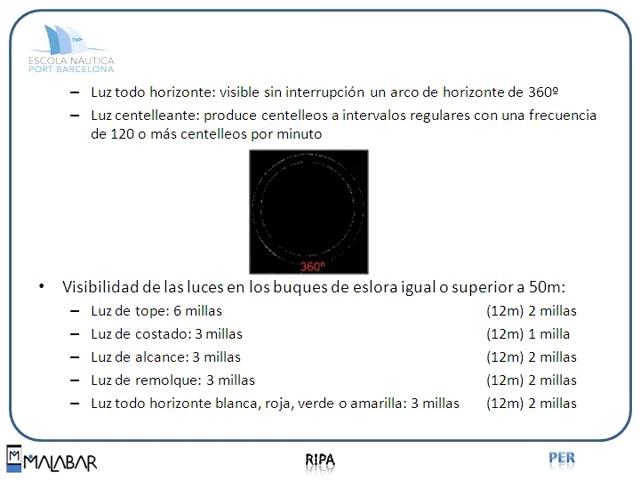 ESCOLA NÁUTICA
PORT BARCELONA
– Luz todo horizonte: visible sin interrupción un arco de horizonte de 360º
– Luz centelleante: produce centelleos a intervalos regulares con una frecuencia
de 120 o más centelleos por minuto
360º
• Visibilidad de las luces en los buques de eslora igual o superior a 50m:
– Luz de tope: 6 millas (12m) 2 millas
– Luz de costado: 3 millas (12m) 1 milla
– Luz de alcance: 3 millas (12m) 2 millas
– Luz de remolque: 3 millas (12m) 2 millas
– Luz todo horizonte blanca, roja, verde o amarilla: 3 millas (12m) 2 millas
MALABAR
RIPA
PER